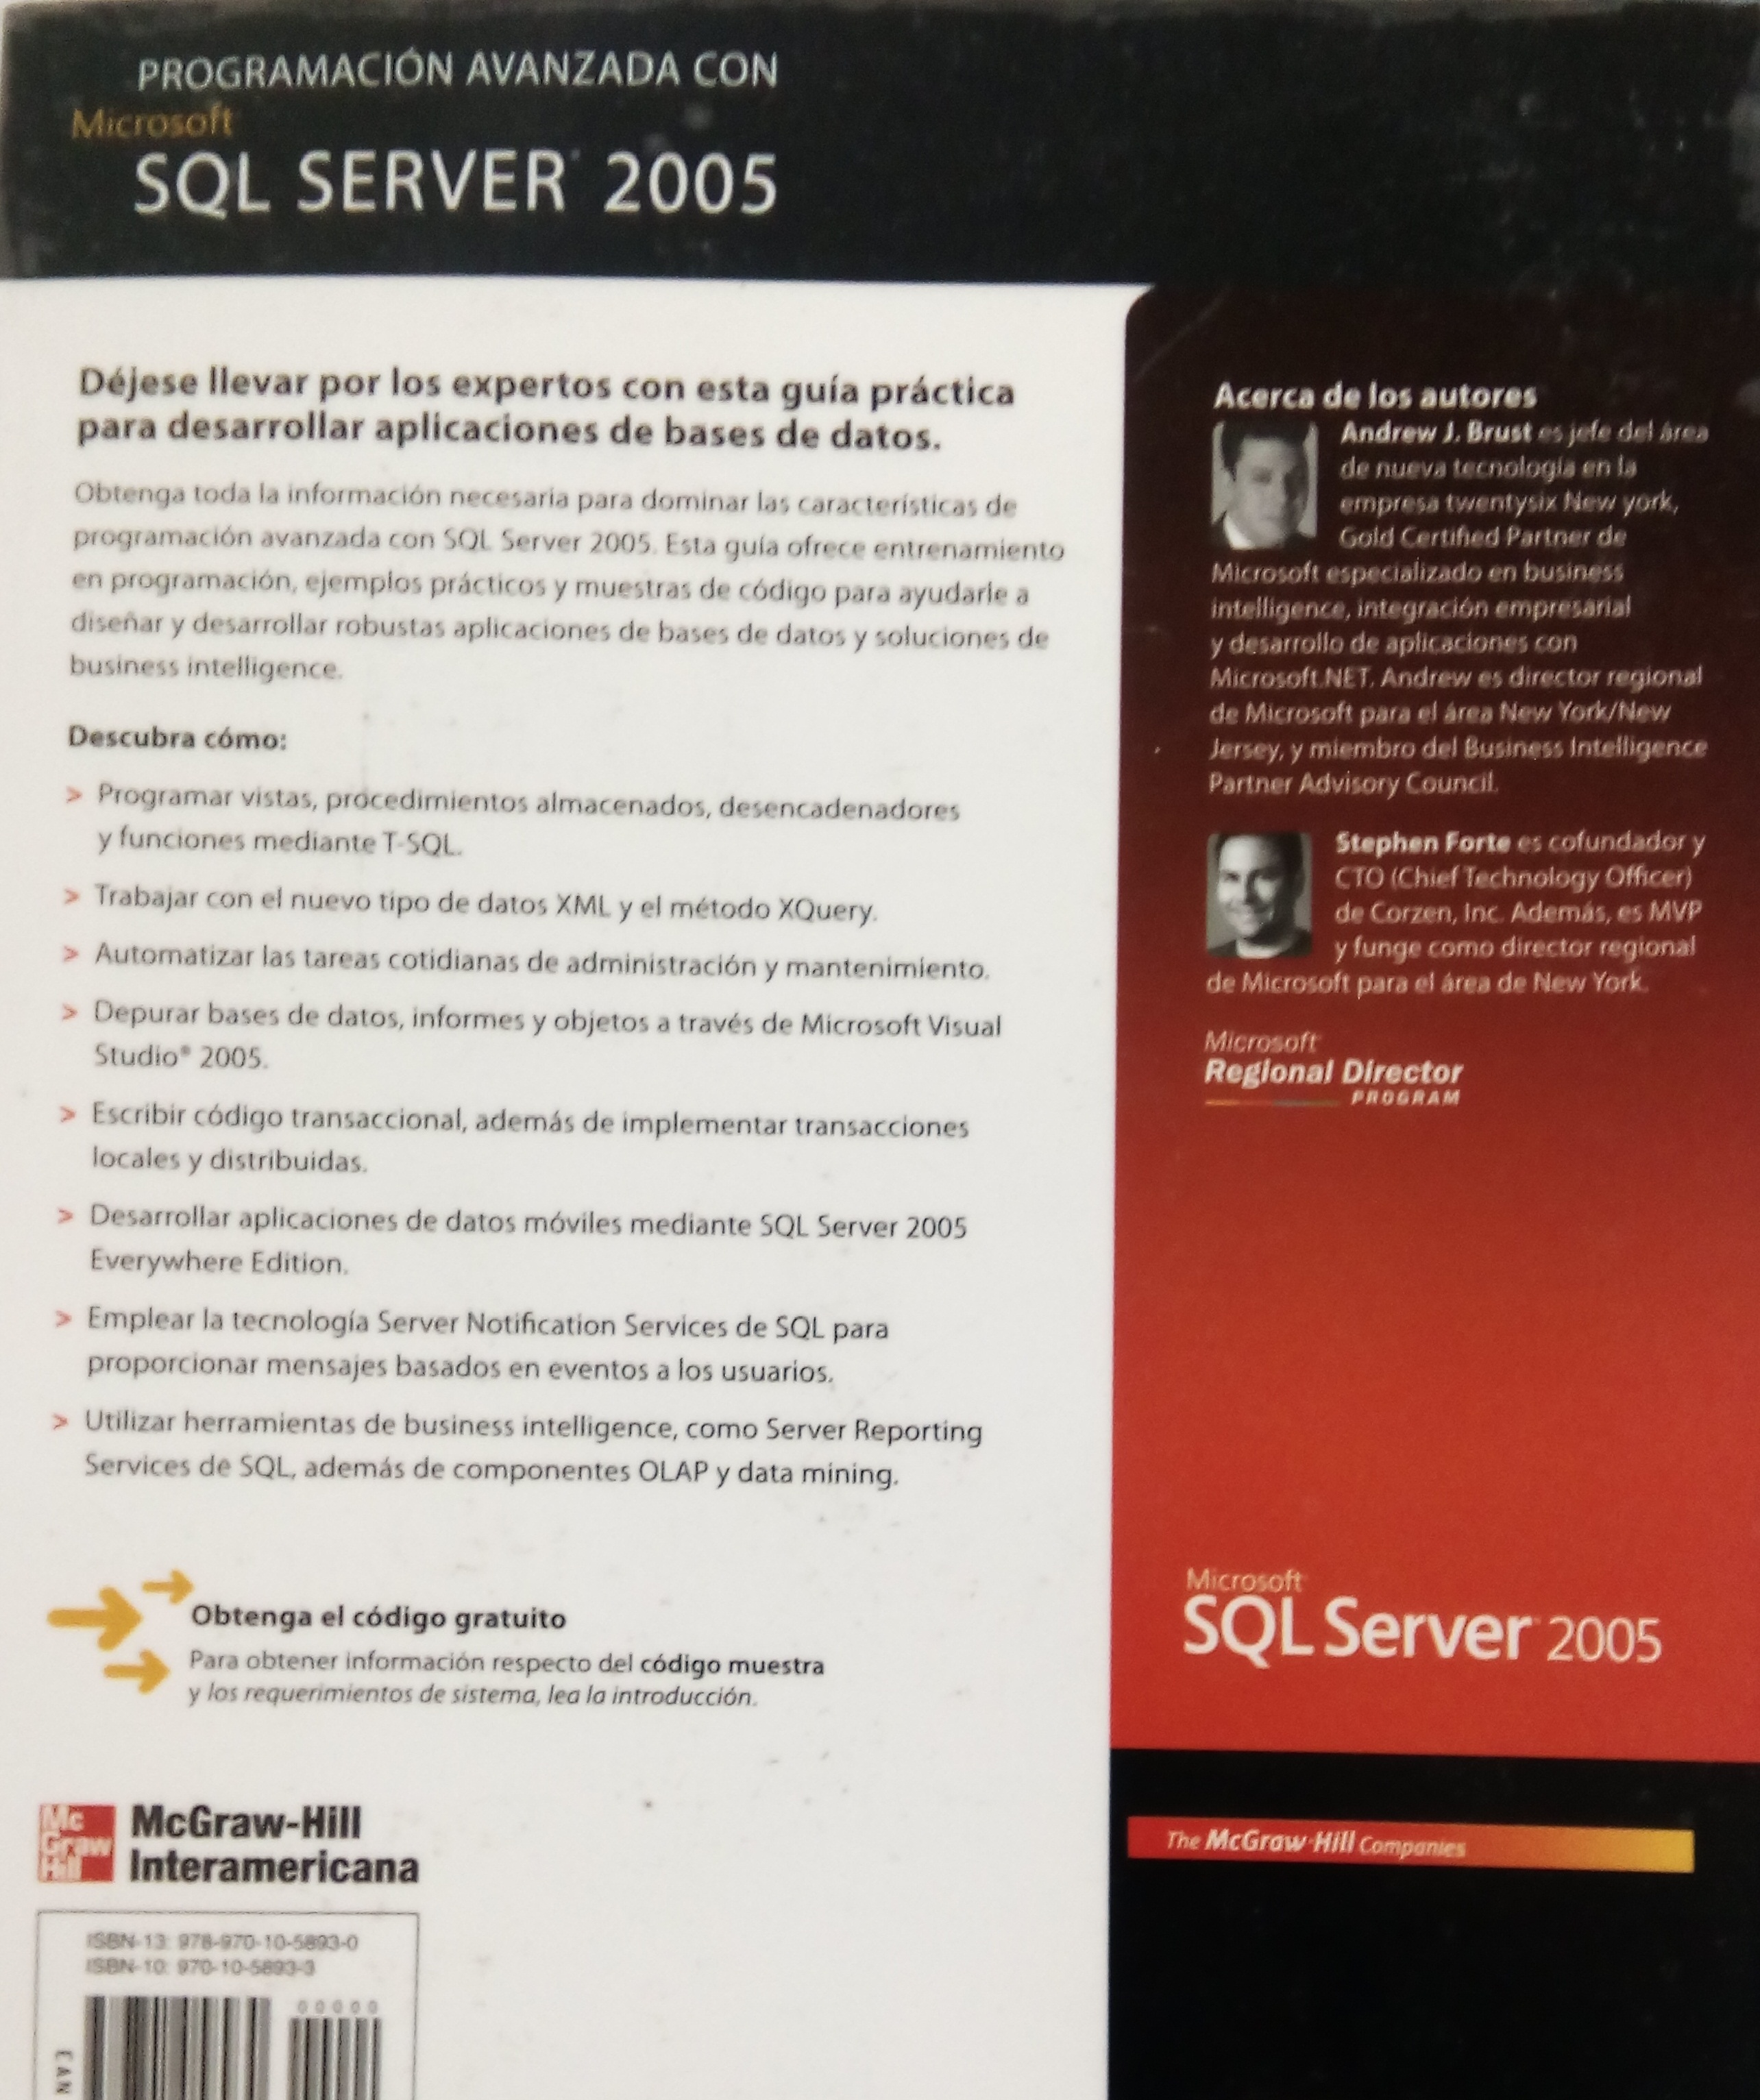 PROGRAMACIÓN AVANZADA CON
Microsoft
SQL SERVER 2005
Déjese llevar por los expertos con esta guía práctica
para desarrollar aplicaciones de bases de datos.
Obtenga toda la información necesaria para dominar las características de
programación avanzada con SQL Server 2005. Esta guía ofrece entrenamiento
en programación, ejemplos prácticos y muestras de código para ayudarle a
diseñar y desarrollar robustas aplicaciones de bases de datos y soluciones de
business intelligence.
Descubra cómo:
> Programar vistas, procedimientos almacenados, desencadenadores
y funciones mediante T-SQL.
> Trabajar con el nuevo tipo de datos XML y el método XQuery.
> Automatizar las tareas cotidianas de administración y mantenimiento.
> Depurar bases de datos, informes y objetos a través de Microsoft Visual
Studio® 2005.
> Escribir código transaccional, además de implementar transacciones
locales y distribuidas.
> Desarrollar aplicaciones de datos móviles mediante SQL Server 2005
Everywhere Edition.
> Emplear la tecnología Server Notification Services de SQL para
proporcionar mensajes basados en eventos a los usuarios.
> Utilizar herramientas de business intelligence, como Server Reporting
Services de SQL, además de componentes OLAP y data mining.
Obtenga el código gratuito
Para obtener información respecto del código muestra
y los requerimientos de sistema, lea la introducción.
Mc
Graw
Hill
McGraw-Hill
Interamericana
ISBN-13: 978-970-10-5893-0
ISBN-10: 970-10-5893-3
00000
EAN
Acerca de los autores
Andrew J. Brust es jefe del área
de nueva tecnología en la
empresa twentysix New york,
Gold Certified Partner de
Microsoft especializado en business
intelligence, integración empresarial
y desarrollo de aplicaciones con
Microsoft.NET. Andrew es director regional
de Microsoft para el área New York/New
Jersey, y miembro del Business Intelligence
Partner Advisory Council.
Stephen Forte es cofundador y
CTO (Chief Technology Officer)
de Corzen, Inc. Además, es MVP
y funge como director regional
de Microsoft para el área de New York.
Microsoft
Regional Director
PROGRAM
Microsoft
SQL Server 2005
The McGraw-Hill Companies